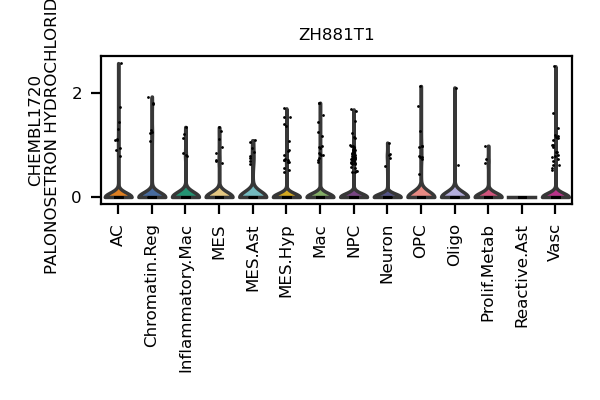 ZH881T1
CHEMBL1720
PALONOSETRON HYDROCHLORID
2
0
AC
Chromatin.Reg
Inflammatory.Mac
MES
MES.Ast
MES.Hyp
Mac
NPC
Neuron
OPC
Oligo
Prolif.Metab
Reactive.Ast
Vasc